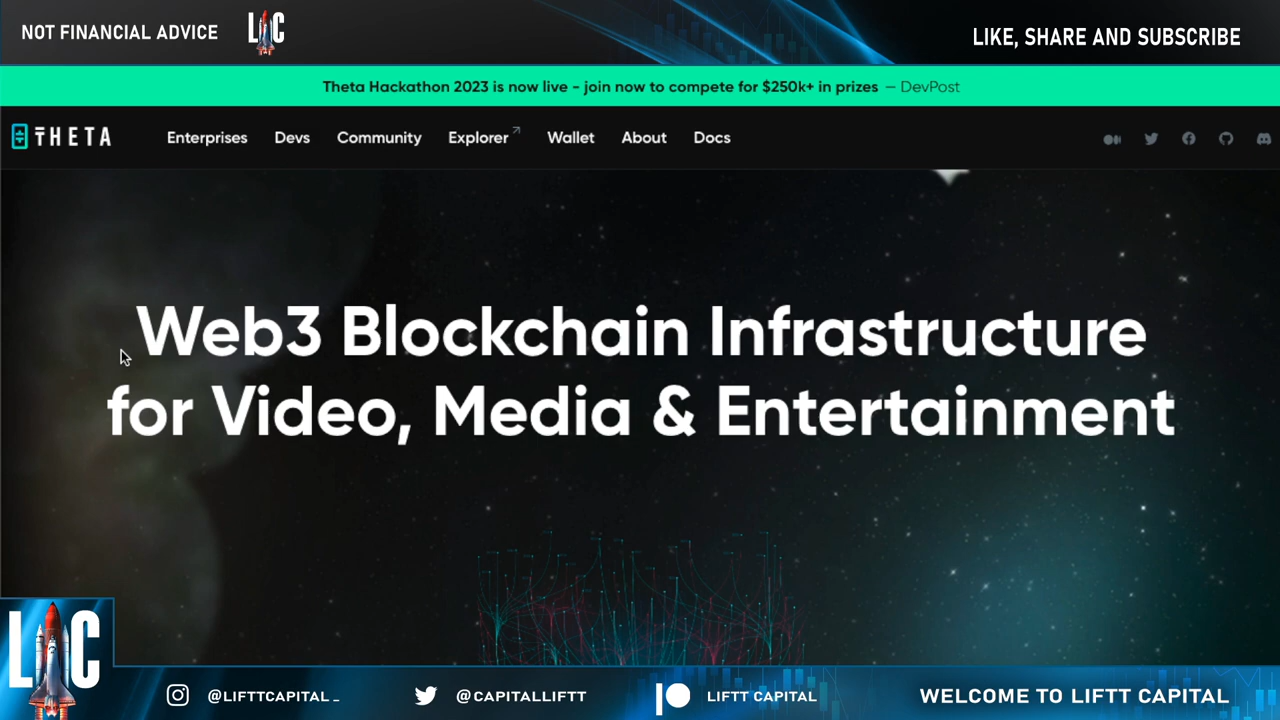 NOT FINANCIAL ADVICE
LC
LIKE, SHARE AND SUBSCRIBE
Theta Hackathon 2023 is now live - join now to compete for $250k+ in prizes — DevPost
THETA
Enterprises Devs Community Explorer Wallet About Docs
Web3 Blockchain Infrastructure
for Video, Media & Entertainment
LC
@LIFTTCAPITAL_
@CAPITALLIFTT
LIFTT CAPITAL
WELCOME TO LIFTT CAPITAL